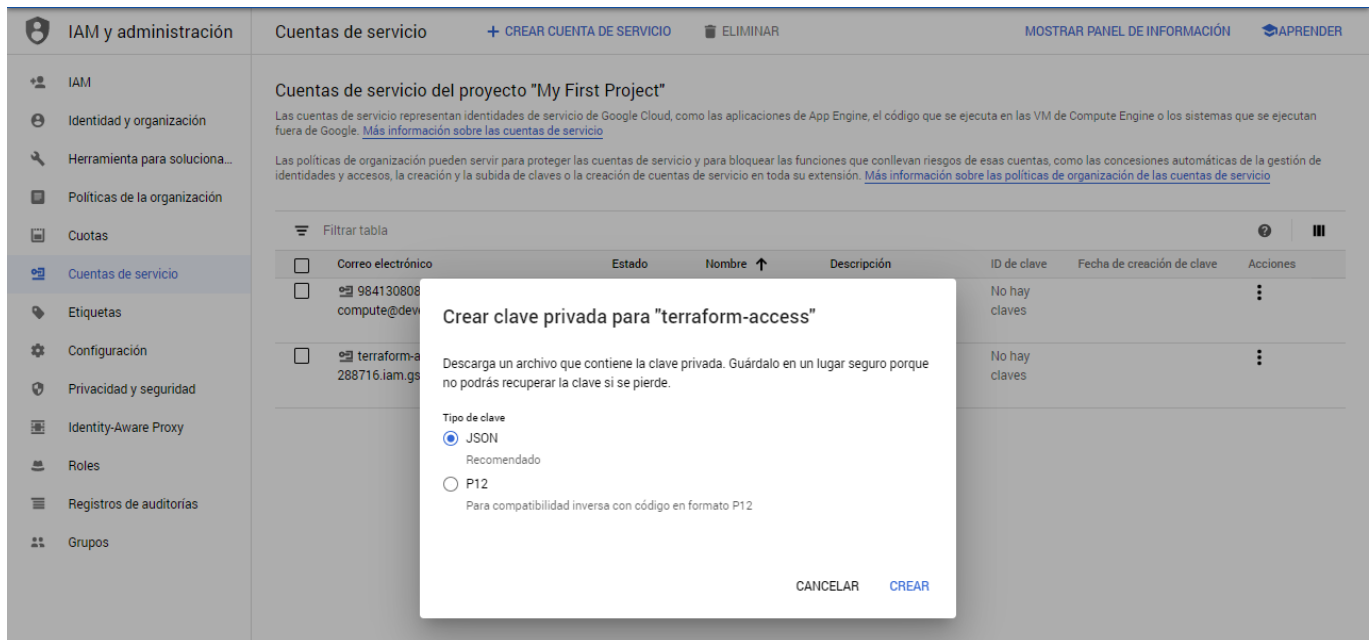 IAM y administración
Cuentas de servicio
CREAR CUENTA DE SERVICIO
ELIMINAR
MOSTRAR PANEL DE INFORMACIÓN
APRENDER
IAM
Identidad y organización
Herramienta para soluciona...
Políticas de la organización
Cuotas
Cuentas de servicio
Etiquetas
Configuración
Privacidad y seguridad
Identity-Aware Proxy
Roles
Registros de auditorías
Grupos
Cuentas de servicio del proyecto "My First Project"
Las cuentas de servicio representan identidades de servicio de Google Cloud, como las aplicaciones de App Engine, el código que se ejecuta en las VM de Compute Engine o los sistemas que se ejecutan
fuera de Google. Más información sobre las cuentas de servicio
Las políticas de organización pueden servir para proteger las cuentas de servicio y para bloquear las funciones que conllevan riesgos de esas cuentas, como las concesiones automáticas de la gestión de
identidades y accesos, la creación y la subida de claves o la creación de cuentas de servicio en toda su extensión. Más información sobre las políticas de organización de las cuentas de servicio
Filtrar tabla
Correo electrónico Estado Nombre Descripción ID de clave Fecha de creación de clave Acciones
984130808 No hay
compute@deve claves
terraform-a No hay
288716.iam.gs claves
Crear clave privada para "terraform-access"
Descarga un archivo que contiene la clave privada. Guárdalo en un lugar seguro porque
no podrás recuperar la clave si se pierde.
Tipo de clave
JSON
Recomendado
P12
Para compatibilidad inversa con código en formato P12
CANCELAR CREAR